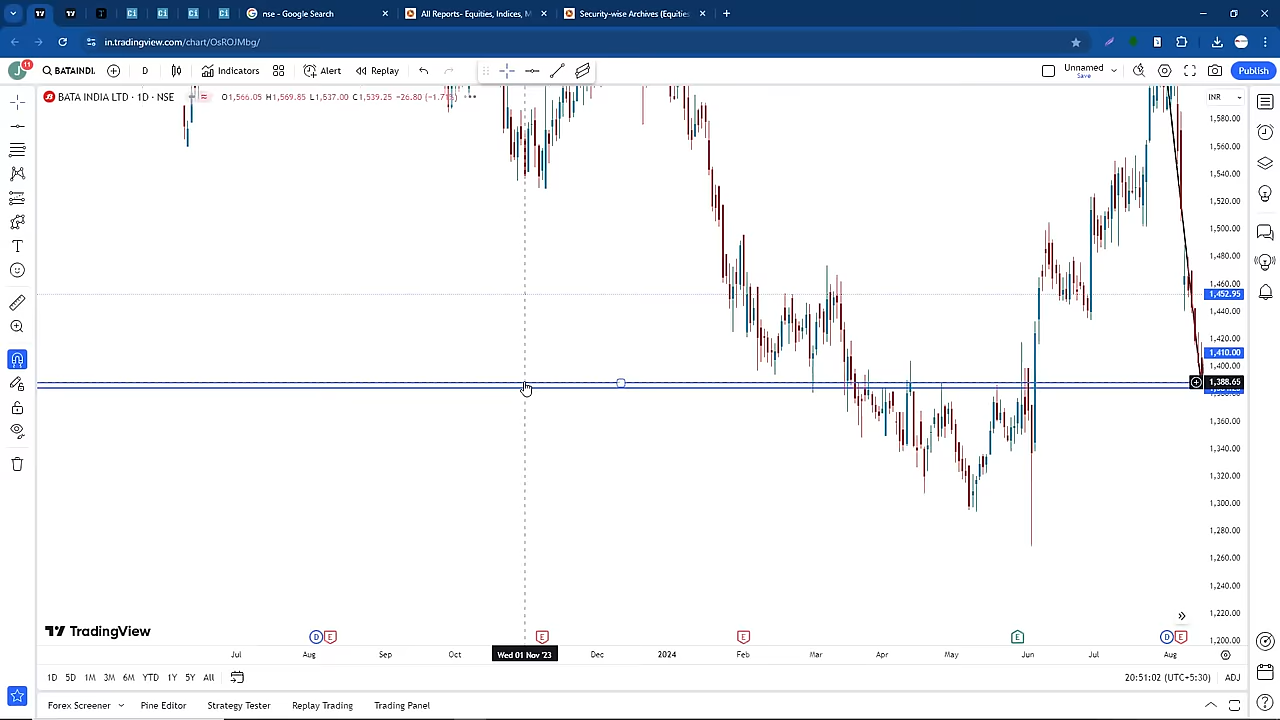 nse - Google Search
All Reports- Equities, Indices, M
Security-wise Archives (Equities
in.tradingview.com/chart/OsROJMbg/
J
11
BATAINDI.
D
Indicators
Alert
Replay
Unnamed
Save
Publish
BATA INDIA LTD · 1D · NSE
O1,566.05 H1,569.85 L1,537.00 C1,539.25 −26.80
INR
1,580.00
1,560.00
1,540.00
1,520.00
1,500.00
1,480.00
1,460.00
1,452.95
1,440.00
1,420.00
1,410.00
1,400.00
1,388.65
1,360.00
1,340.00
1,320.00
1,300.00
1,280.00
1,260.00
1,240.00
1,220.00
1,200.00
TradingView
D E E E E D E
Jul Aug Sep Oct Wed 01 Nov '23 Dec 2024 Feb Mar Apr May Jun Jul Aug
1D 5D 1M 3M 6M YTD 1Y 5Y All
20:51:02 (UTC+5:30) ADJ
Forex Screener Pine Editor Strategy Tester Replay Trading Trading Panel